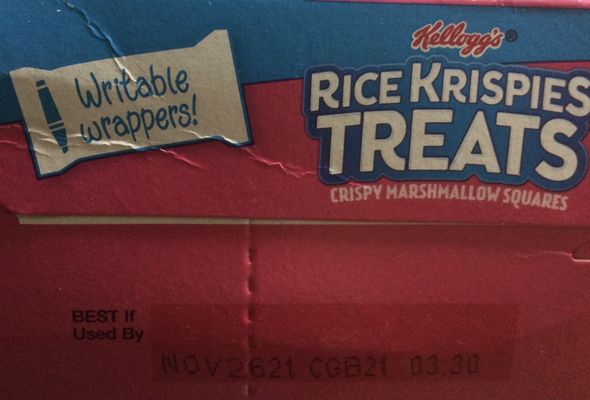 Writable
wrappers!
Kellogg's®
RICE KRISPIES
TREATS
CRISPY MARSHMALLOW SQUARES
BEST If
Used By
NOV2621 CGB21 03:30